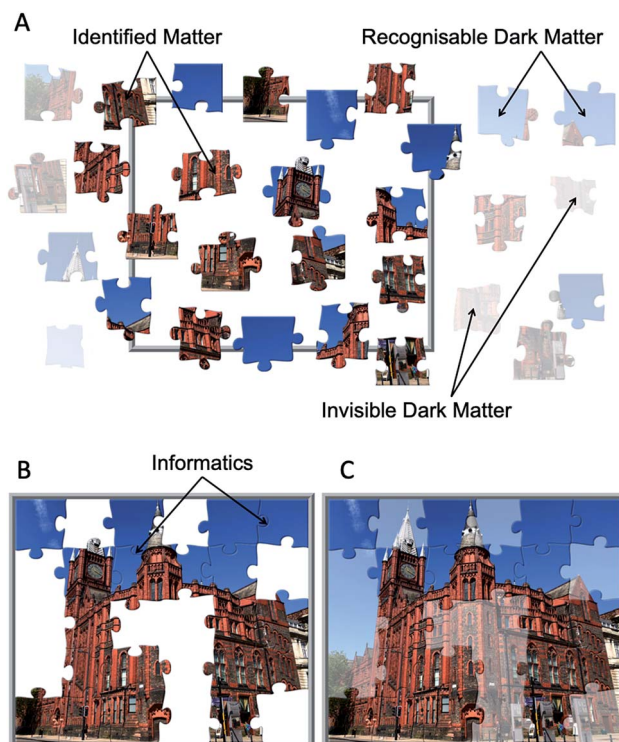 A
Identified Matter
Recognisable Dark Matter
Invisible Dark Matter
B
Informatics
C